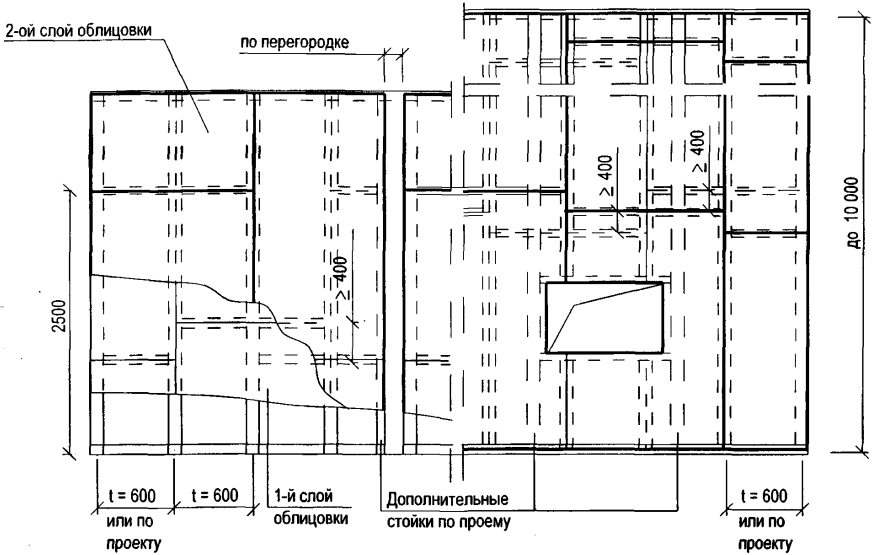 2-ой слой облицовки
по перегородке
≥ 400
≥ 400
≥ 400
до 10 000
2500
t = 600
или по
проекту
t = 600
1-й слой
облицовки
Дополнительные
стойки по проему
t = 600
или по
проекту